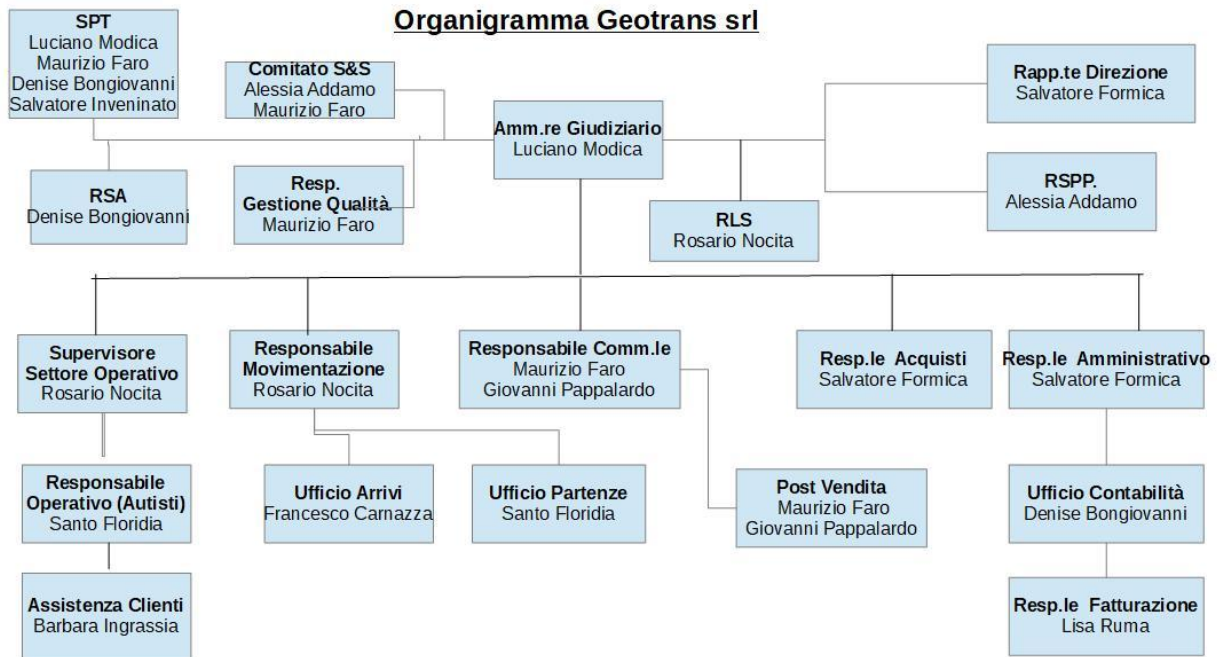 Organigramma Geotrans srl
SPT
Luciano Modica
Maurizio Faro
Denise Bongiovanni
Salvatore Inveninato
Comitato S&S
Alessia Addamo
Maurizio Faro
Amm.re Giudiziario
Luciano Modica
Rapp.te Direzione
Salvatore Formica
RSA
Denise Bongiovanni
Resp.
Gestione Qualità
Maurizio Faro
RLS
Rosario Nocita
RSPP.
Alessia Addamo
Supervisore
Settore Operativo
Rosario Nocita
Responsabile
Movimentazione
Rosario Nocita
Responsabile Comm.le
Maurizio Faro
Giovanni Pappalardo
Resp.le Acquisti
Salvatore Formica
Resp.le Amministrativo
Salvatore Formica
Responsabile
Operativo (Autisti)
Santo Floridia
Ufficio Arrivi
Francesco Carnazza
Ufficio Partenze
Santo Floridia
Post Vendita
Maurizio Faro
Giovanni Pappalardo
Ufficio Contabilità
Denise Bongiovanni
Assistenza Clienti
Barbara Ingrassia
Resp.le Fatturazione
Lisa Ruma